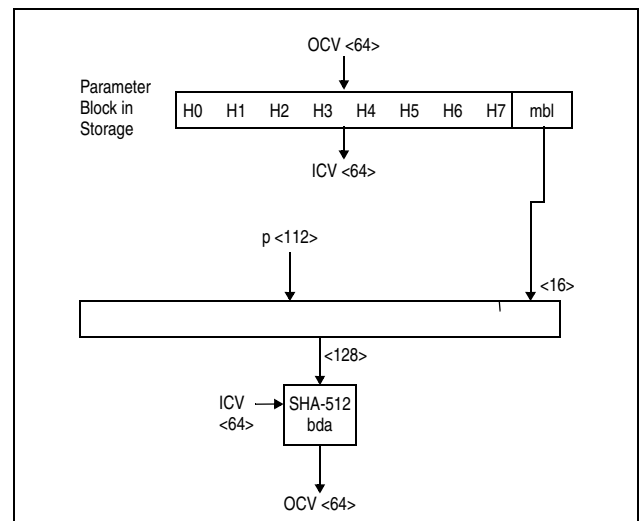 OCV <64>
Parameter
Block in
Storage
H0 H1 H2 H3 H4 H5 H6 H7 mbl
ICV <64>
p <112>
<16>
<128>
ICV
<64>
SHA-512
bda
OCV <64>